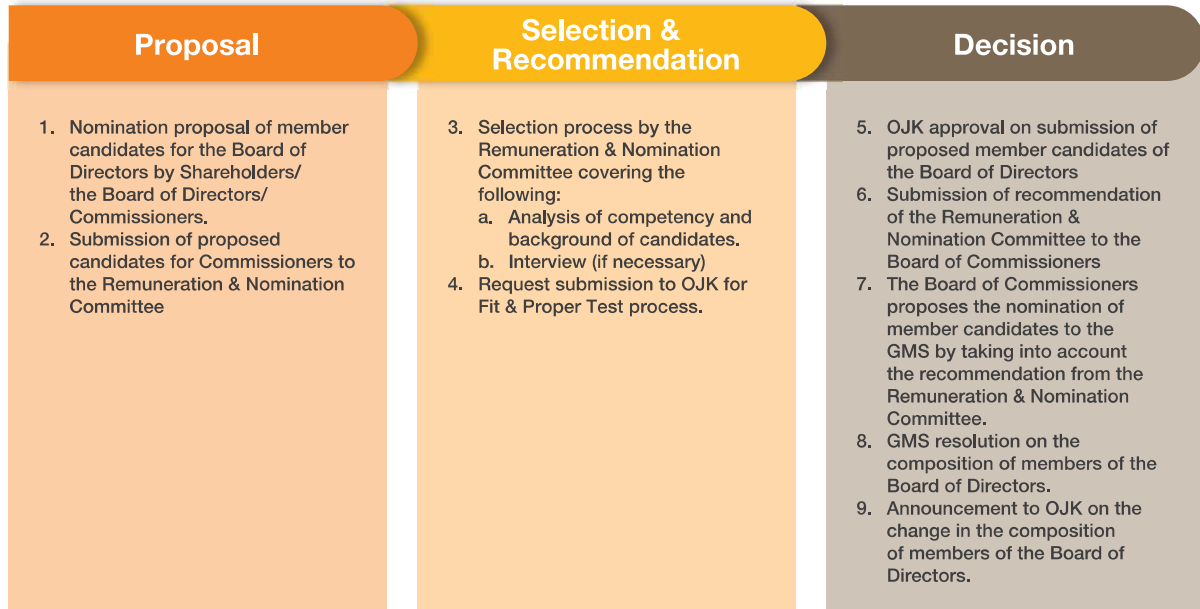 Proposal
Selection &
Recommendation
Decision
1. Nomination proposal of member
candidates for the Board of
Directors by Shareholders/
the Board of Directors/
Commissioners.
2. Submission of proposed
candidates for Commissioners to
the Remuneration & Nomination
Committee
3. Selection process by the
Remuneration & Nomination
Committee covering the
following:
a. Analysis of competency and
background of candidates.
b. Interview (if necessary)
4. Request submission to OJK for
Fit & Proper Test process.
5. OJK approval on submission of
proposed member candidates of
the Board of Directors
6. Submission of recommendation
of the Remuneration &
Nomination Committee to the
Board of Commissioners
7. The Board of Commissioners
proposes the nomination of
member candidates to the
GMS by taking into account
the recommendation from the
Remuneration & Nomination
Committee.
8. GMS resolution on the
composition of members of the
Board of Directors.
9. Announcement to OJK on the
change in the composition
of members of the Board of
Directors.